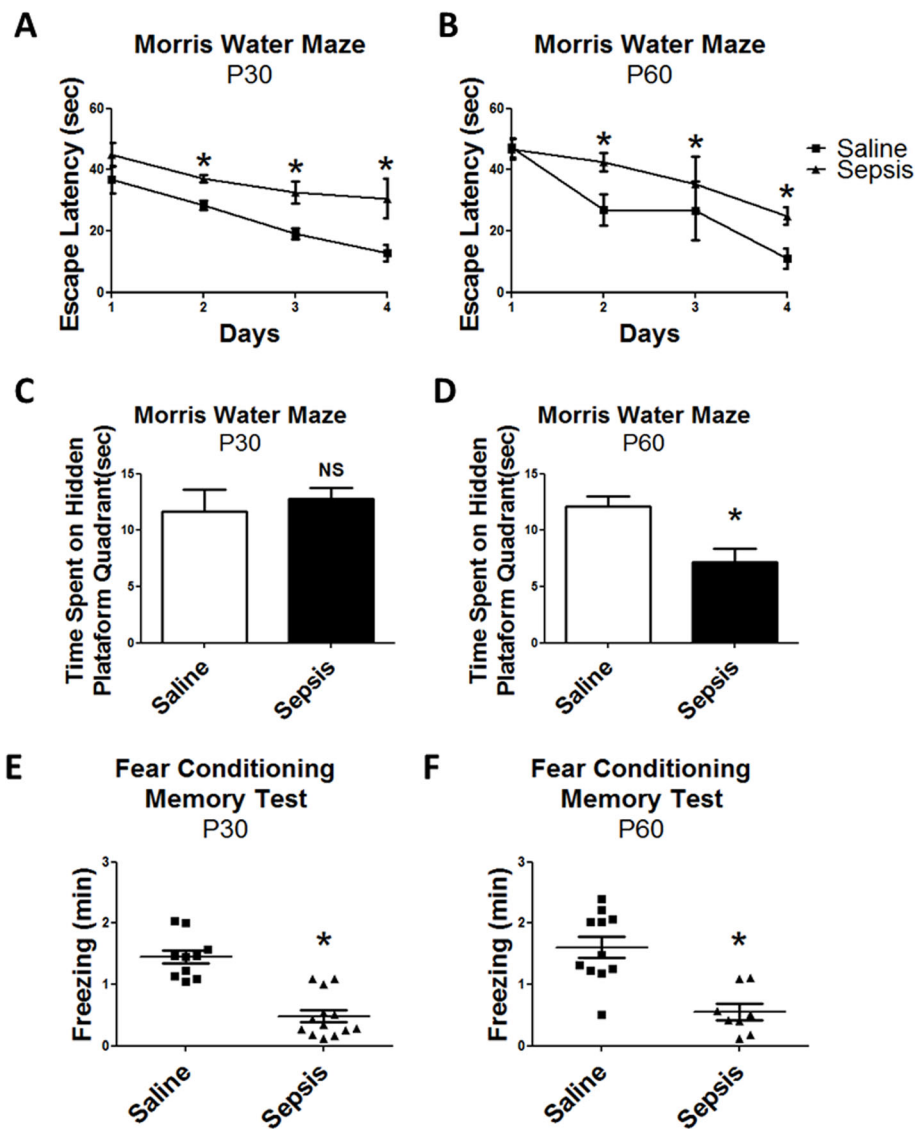 A
Morris Water Maze
P30
Escape Latency (sec)
60
40
20
0
*
*
*
1
2
3
4
Days
B
Morris Water Maze
P60
Escape Latency (sec)
60
40
20
0
*
*
*
1
2
3
4
Days
Saline
Sepsis
C
Morris Water Maze
P30
Time Spent on Hidden
Plataform Quadrant(sec)
15
10
5
0
NS
Saline
Sepsis
D
Morris Water Maze
P60
Time Spent on Hidden
Plataform Quadrant(sec)
15
10
5
0
*
Saline
Sepsis
E
Fear Conditioning
Memory Test
P30
Freezing (min)
3
2
1
0
*
Saline
Sepsis
F
Fear Conditioning
Memory Test
P60
Freezing (min)
3
2
1
0
*
Saline
Sepsis